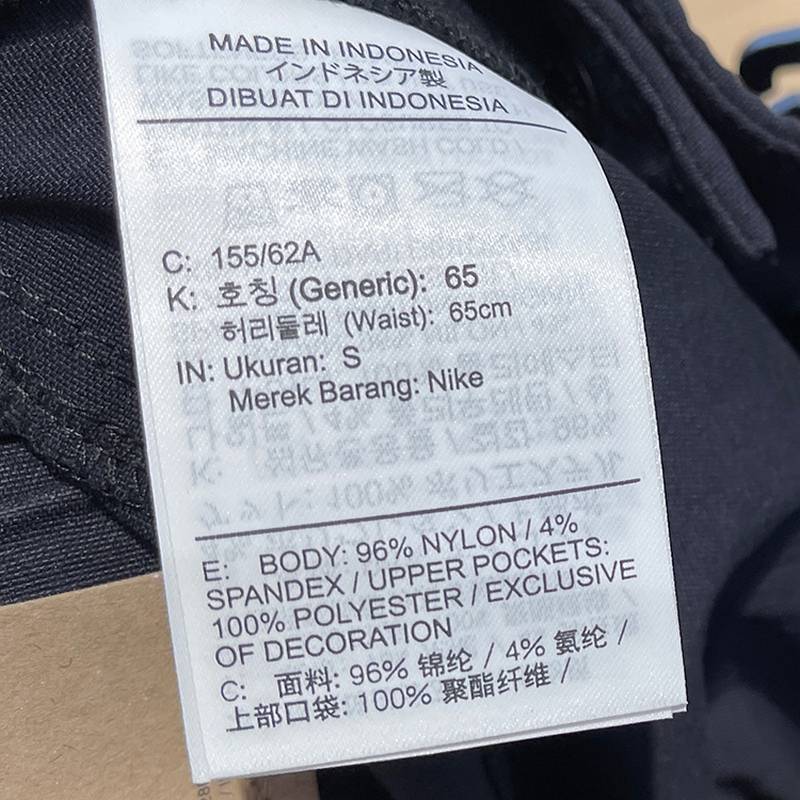 MADE IN INDONESIA
インドネシア製
DIBUAT DI INDONESIA
C: 155/62A
K: 호칭 (Generic): 65
허리둘레 (Waist): 65cm
IN: Ukuran: S
Merek Barang: Nike
E: BODY: 96% NYLON / 4%
SPANDEX / UPPER POCKETS:
100% POLYESTER / EXCLUSIVE
OF DECORATION
C: 面料: 96% 锦纶 / 4% 氨纶 /
上部口袋: 100% 聚酯纤维 /